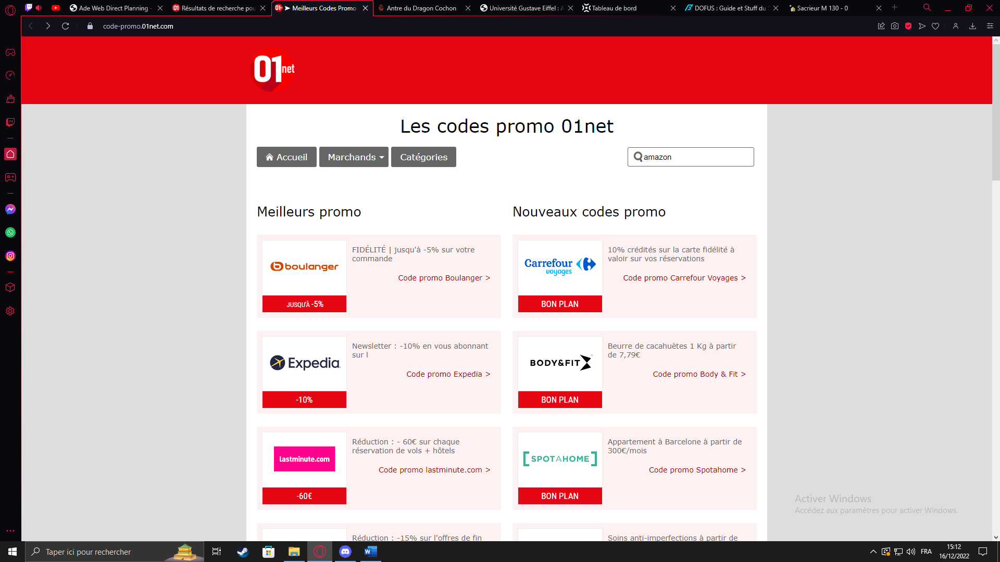 Ade Web Direct Planning -
Résultats de recherche pou
➤ Meilleurs Codes Promo
Antre du Dragon Cochon
Université Gustave Eiffel : A
Tableau de bord
DOFUS : Guide et Stuff du
Sacrieur M 130 - 0
code-promo.01net.com
01net
Les codes promo 01net
Accueil
Marchands
Catégories
amazon
Meilleurs promo
Nouveaux codes promo
boulanger
JUSQU'À -5%
FIDÉLITÉ | jusqu'à -5% sur votre
commande
Code promo Boulanger >
Carrefour
voyages
BON PLAN
10% crédités sur la carte fidélité à
valoir sur vos réservations
Code promo Carrefour Voyages >
Expedia
-10%
Newsletter : -10% en vous abonnant
sur l
Code promo Expedia >
BODY&FIT
BON PLAN
Beurre de cacahuètes 1 Kg à partir
de 7,79€
Code promo Body & Fit >
lastminute.com
-60€
Réduction : - 60€ sur chaque
réservation de vols + hôtels
Code promo lastminute.com >
SPOTAHOME
BON PLAN
Appartement à Barcelone à partir de
300€/mois
Code promo Spotahome >
Réduction : -15% sur l'offres de fin
Soins anti-imperfections à partir de
Activer Windows
Accédez aux paramètres pour activer Windows.
Taper ici pour rechercher
FRA
15:12
16/12/2022